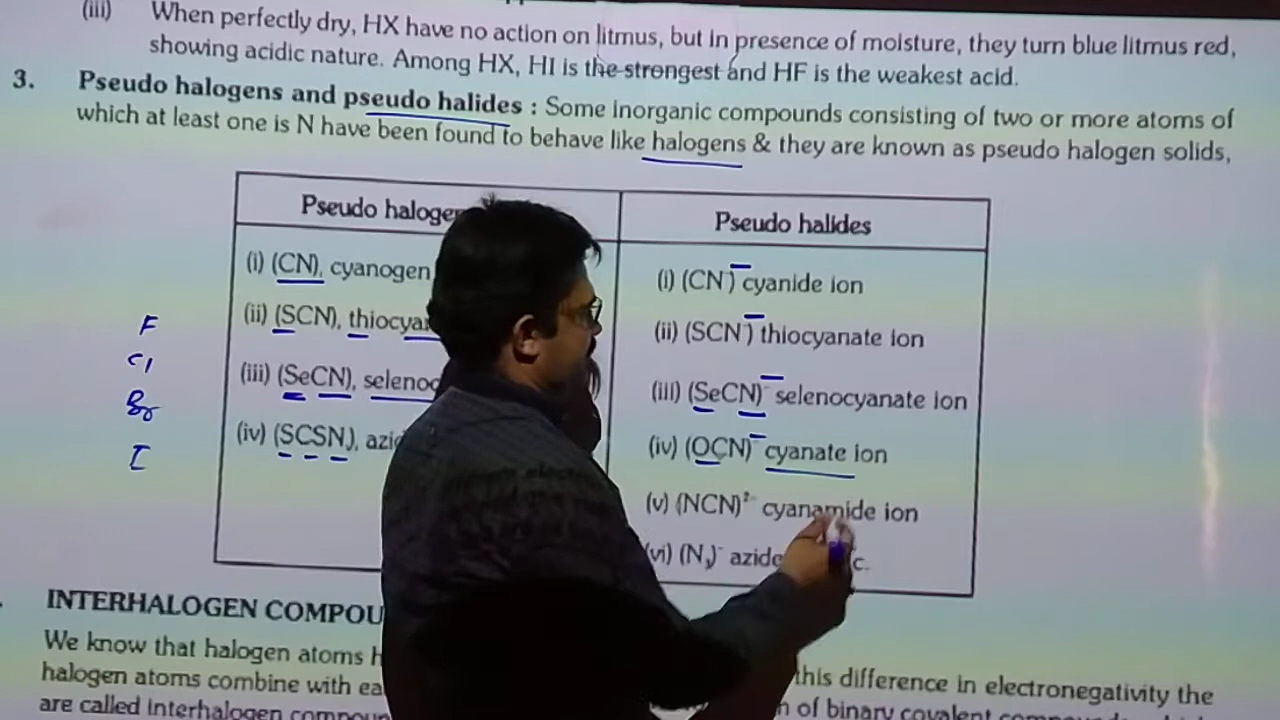 (iii) When perfectly dry, HX have no action on litmus, but in presence of moisture, they turn blue litmus red,
showing acidic nature. Among HX, HI is the strongest and HF is the weakest acid.
3. Pseudo halogens and pseudo halides : Some inorganic compounds consisting of two or more atoms of
which at least one is N have been found to behave like halogens & they are known as pseudo halogen solids,
Pseudo haloge
Pseudo halides
(i) (CN), cyanogen
(i) (CN⁻) cyanide ion
(ii) (SCN), thiocya
(ii) (SCN⁻) thiocyanate ion
(iii) (SeCN), selenoc
(iii) (SeCN)⁻ selenocyanate ion
(iv) (SCSN), azi
(iv) (OCN)⁻ cyanate ion
(v) (NCN)²⁻ cyanamide ion
(vi) (N₃)⁻ azide c.
F
Cl
Br
I
INTERHALOGEN COMPOU
We know that halogen atoms h this difference in electronegativity the
halogen atoms combine with ea n of binary covalent compounds
are called interhalogen compoun